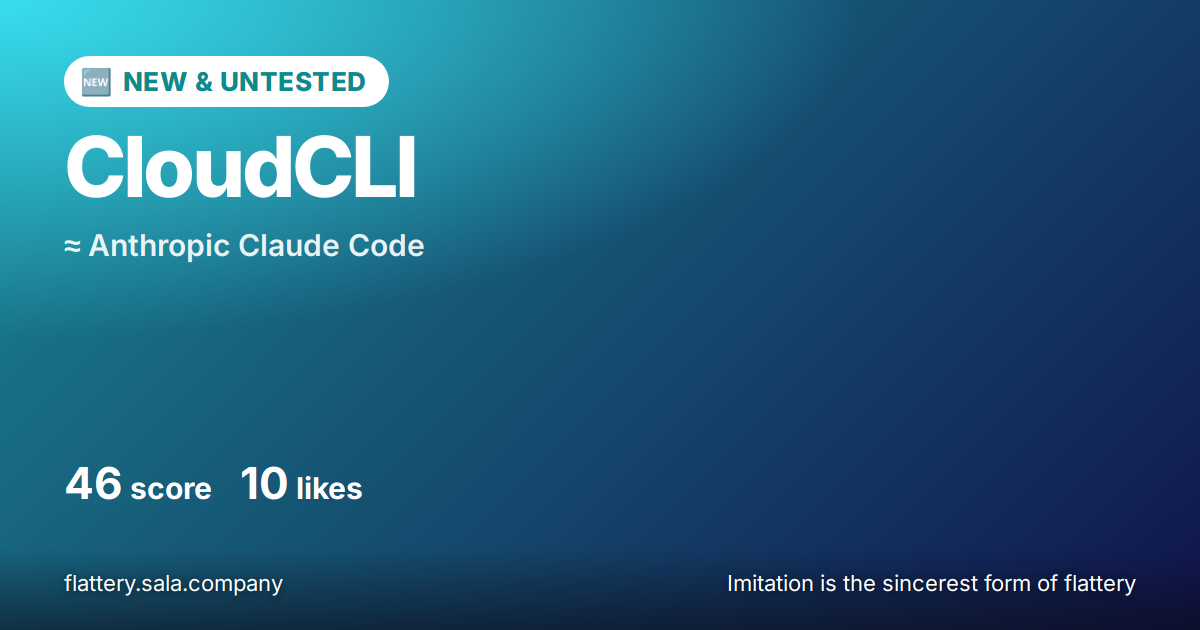 🆕 NEW & UNTESTED
CloudCLI
≈ Anthropic Claude Code
46 score 10 likes
flattery.sala.company
Imitation is the sincerest form of flattery